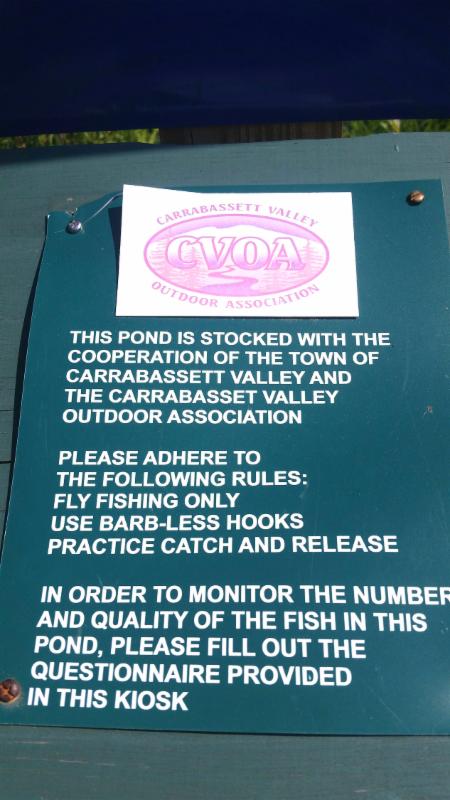 CARRABASSETT VALLEY
CVOA
OUTDOOR ASSOCIATION
THIS POND IS STOCKED WITH THE
COOPERATION OF THE TOWN OF
CARRABASSETT VALLEY AND
THE CARRABASSET VALLEY
OUTDOOR ASSOCIATION
PLEASE ADHERE TO
THE FOLLOWING RULES:
FLY FISHING ONLY
USE BARB-LESS HOOKS
PRACTICE CATCH AND RELEASE
IN ORDER TO MONITOR THE NUMBER
AND QUALITY OF THE FISH IN THIS
POND, PLEASE FILL OUT THE
QUESTIONNAIRE PROVIDED
IN THIS KIOSK